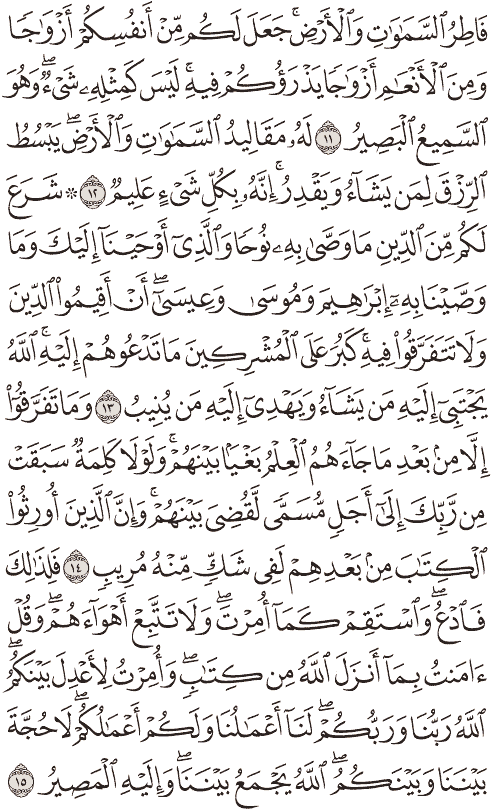 فَاطِرُ ٱلسَّمَٰوَٰتِ وَٱلْأَرْضِۚ جَعَلَ لَكُم مِّنْ أَنفُسِكُمْ أَزْوَٰجًا
وَمِنَ ٱلْأَنْعَٰمِ أَزْوَٰجًا يَذْرَؤُكُمْ فِيهِۚ لَيْسَ كَمِثْلِهِۦ شَىْءٌۖ وَهُوَ
ٱلسَّمِيعُ ٱلْبَصِيرُ ١١ لَهُۥ مَقَالِيدُ ٱلسَّمَٰوَٰتِ وَٱلْأَرْضِۖ يَبْسُطُ
ٱلرِّزْقَ لِمَن يَشَآءُ وَيَقْدِرُۚ إِنَّهُۥ بِكُلِّ شَىْءٍ عَلِيمٌ ١٢ ۞ شَرَعَ
لَكُم مِّنَ ٱلدِّينِ مَا وَصَّىٰ بِهِۦ نُوحًا وَٱلَّذِىٓ أَوْحَيْنَآ إِلَيْكَ وَمَا
وَصَّيْنَا بِهِۦٓ إِبْرَٰهِيمَ وَمُوسَىٰ وَعِيسَىٰٓۖ أَنْ أَقِيمُوا۟ ٱلدِّينَ
وَلَا تَتَفَرَّقُوا۟ فِيهِۚ كَبُرَ عَلَى ٱلْمُشْرِكِينَ مَا تَدْعُوهُمْ إِلَيْهِۚ ٱللَّهُ
يَجْتَبِىٓ إِلَيْهِ مَن يَشَآءُ وَيَهْدِىٓ إِلَيْهِ مَن يُنِيبُ ١٣ وَمَا تَفَرَّقُوٓا۟
إِلَّا مِنۢ بَعْدِ مَا جَآءَهُمُ ٱلْعِلْمُ بَغْيًۢا بَيْنَهُمْۚ وَلَوْلَا كَلِمَةٌ سَبَقَتْ
مِن رَّبِّكَ إِلَىٰٓ أَجَلٍ مُّسَمًّى لَّقُضِىَ بَيْنَهُمْۚ وَإِنَّ ٱلَّذِينَ أُورِثُوا۟
ٱلْكِتَٰبَ مِنۢ بَعْدِهِمْ لَفِى شَكٍّ مِّنْهُ مُرِيبٍ ١٤ فَلِذَٰلِكَ
فَٱدْعُۖ وَٱسْتَقِمْ كَمَآ أُمِرْتَۖ وَلَا تَتَّبِعْ أَهْوَآءَهُمْۖ وَقُلْ
ءَامَنتُ بِمَآ أَنزَلَ ٱللَّهُ مِن كِتَٰبٍۖ وَأُمِرْتُ لِأَعْدِلَ بَيْنَكُمُۖ
ٱللَّهُ رَبُّنَا وَرَبُّكُمْۖ لَنَآ أَعْمَٰلُنَا وَلَكُمْ أَعْمَٰلُكُمْۖ لَا حُجَّةَ
بَيْنَنَا وَبَيْنَكُمُۖ ٱللَّهُ يَجْمَعُ بَيْنَنَاۖ وَإِلَيْهِ ٱلْمَصِيرُ ١٥